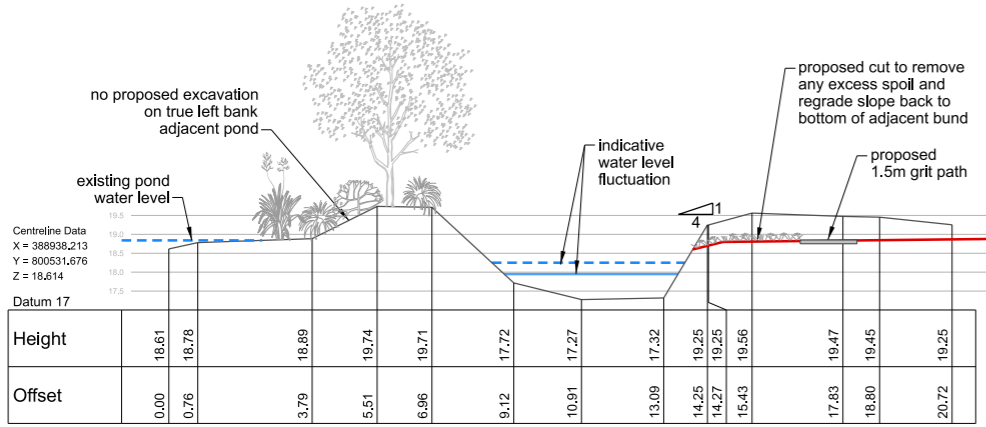 no proposed excavation
on true left bank
adjacent pond
proposed cut to remove
any excess spoil and
regrade slope back to
bottom of adjacent bund
indicative
water level
fluctuation
proposed
1.5m grit path
existing pond
water level
1
4
19.5
19.0
18.5
18.0
17.5
Centreline Data
X = 388938.213
Y = 800531.676
Z = 18.614
Datum 17
Height 18.61 18.78 18.89 19.74 19.71 17.72 17.27 17.32 19.25 19.25 19.56 19.47 19.45 19.25
Offset 0.00 0.76 3.79 5.51 6.96 9.12 10.91 13.09 14.25 14.27 15.43 17.83 18.80 20.72